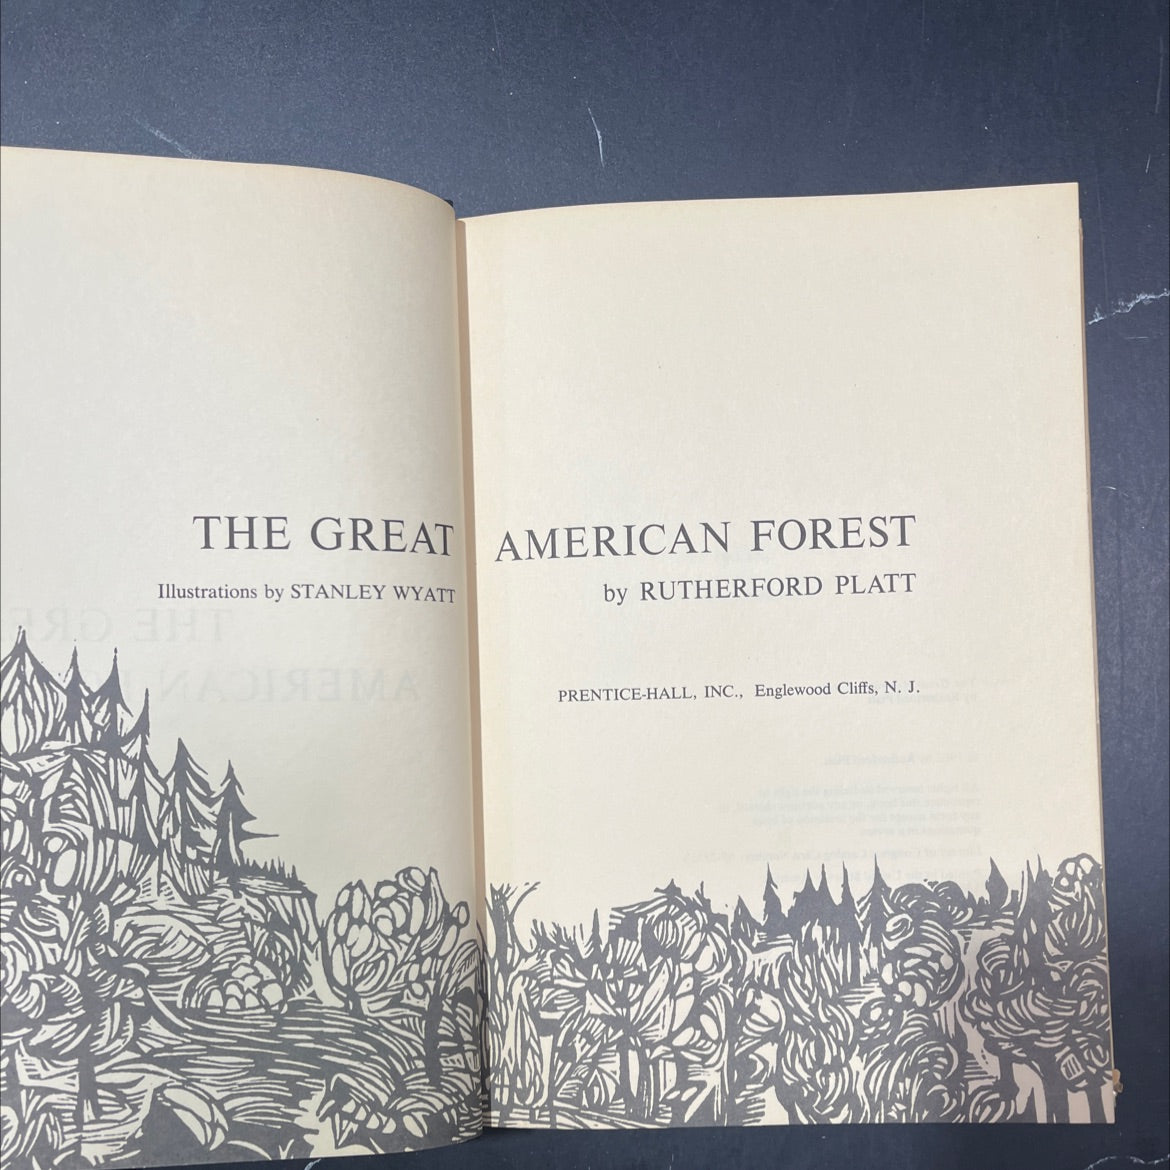 THE GREAT AMERICAN FOREST
Illustrations by STANLEY WYATT
by RUTHERFORD PLATT
PRENTICE-HALL, INC., Englewood Cliffs, N. J.